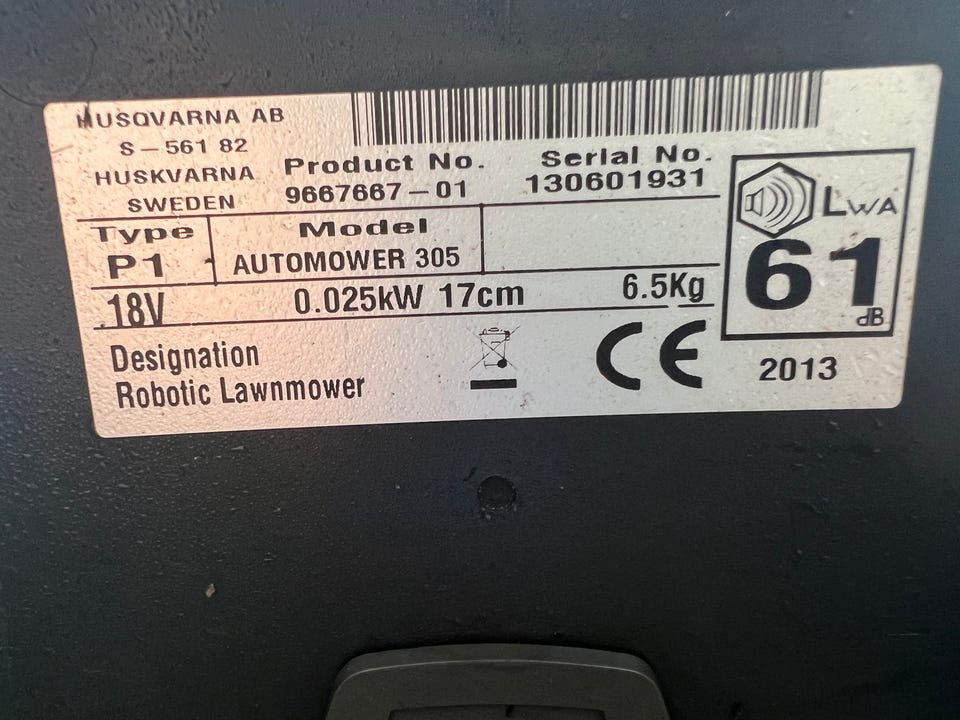 HUSQVARNA AB
S-561 82
HUSKVARNA
SWEDEN
Product No.
9667667-01
Serial No.
130601931
Type
P1
Model
AUTOMOWER 305
18V 0.025kW 17cm 6.5Kg
LWA
61
dB
Designation
Robotic Lawnmower
CE
2013